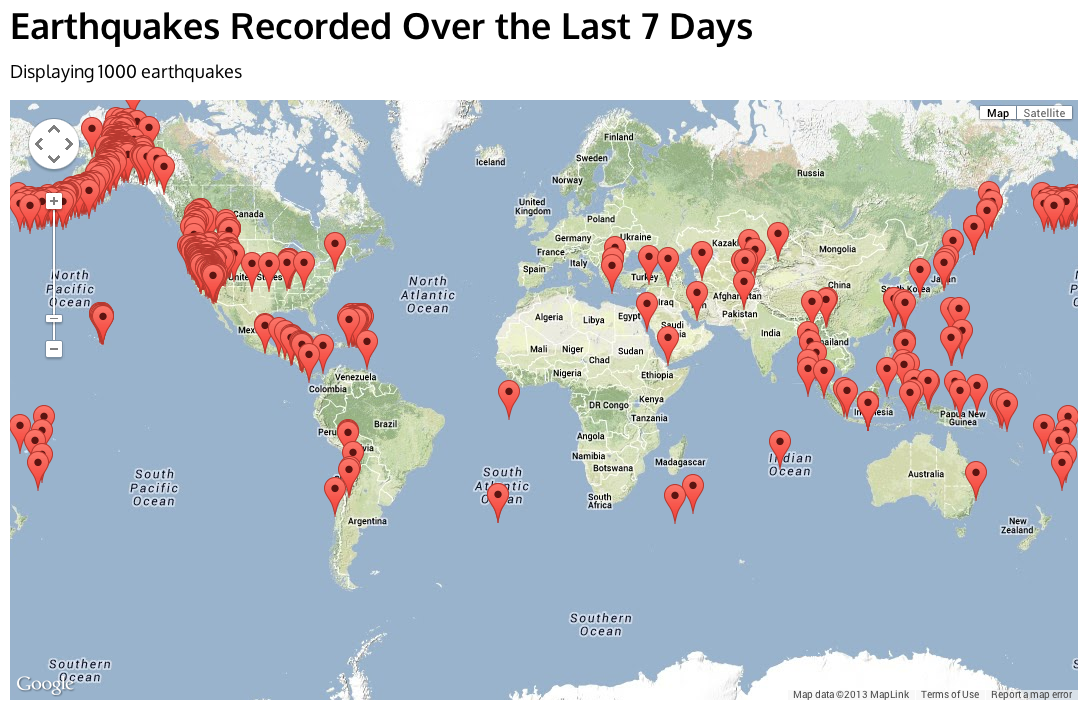 Earthquakes Recorded Over the Last 7 Days
Displaying 1000 earthquakes
Map Satellite
Finland
Iceland
Sweden
Russia
Norway
United
Kingdom
Canada
Poland
Ukraine
Germany
Kazak
Mongolia
France
Italy
Spain
Turkey
United States
North
Pacific
Ocean
North
Atlantic
Ocean
China
South Korea
Japan
Afghanistan
Iraq
Pakistan
Algeria
Libya
Egypt
Saudi
India
Mex
Mali
Niger
Chad
Sudan
Nigeria
Ethiopia
Venezuela
Colombia
Kenya
DR Congo
Tanzania
Papua New
Guinea
Peru
Brazil
Angola
Namibia
Botswana
Madagascar
Indian
Ocean
Australia
South
Pacific
Ocean
South
Atlantic
Ocean
South
Africa
Argentina
New
Zealand
Southern
Ocean
Southern
Ocean
Google
Map data ©2013 MapLink Terms of Use Report a map error